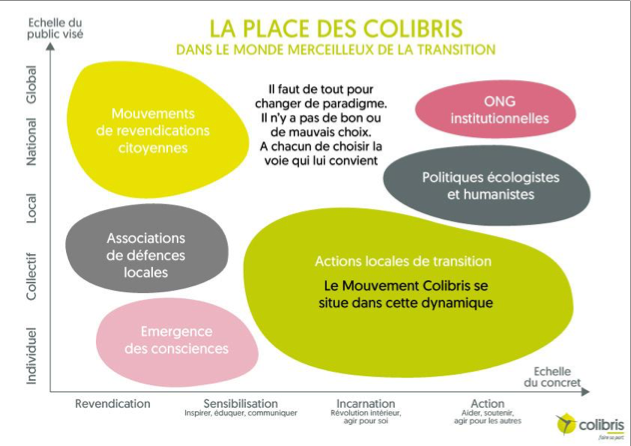 Echelle du
public visé
LA PLACE DES COLIBRIS
DANS LE MONDE MERCEILLEUX DE LA TRANSITION
Global
National
Local
Collectif
Individuel
Mouvements
de revendications
citoyennes
Il faut de tout pour
changer de paradigme.
Il n'y a pas de bon ou
de mauvais choix.
A chacun de choisir la
voie qui lui convient
ONG
institutionnelles
Politiques écologistes
et humanistes
Associations
de défences
locales
Actions locales de transition
Le Mouvement Colibris se
situe dans cette dynamique
Emergence
des consciences
Echelle
du concret
Revendication
Sensibilisation
Inspirer, éduquer, communiquer
Incarnation
Révolution intérieur,
agir pour soi
Action
Aider, soutenir,
agir pour les autres
colibris
faire sa part